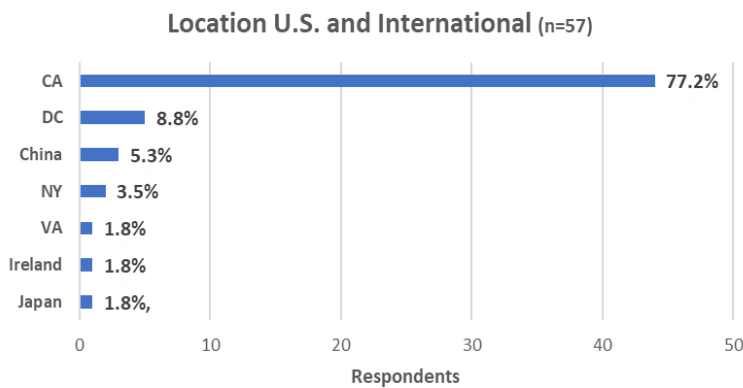 Location U.S. and International (n=57)
CA 77.2%
DC 8.8%
China 5.3%
NY 3.5%
VA 1.8%
Ireland 1.8%
Japan 1.8%,
0 10 20 30 40 50
Respondents